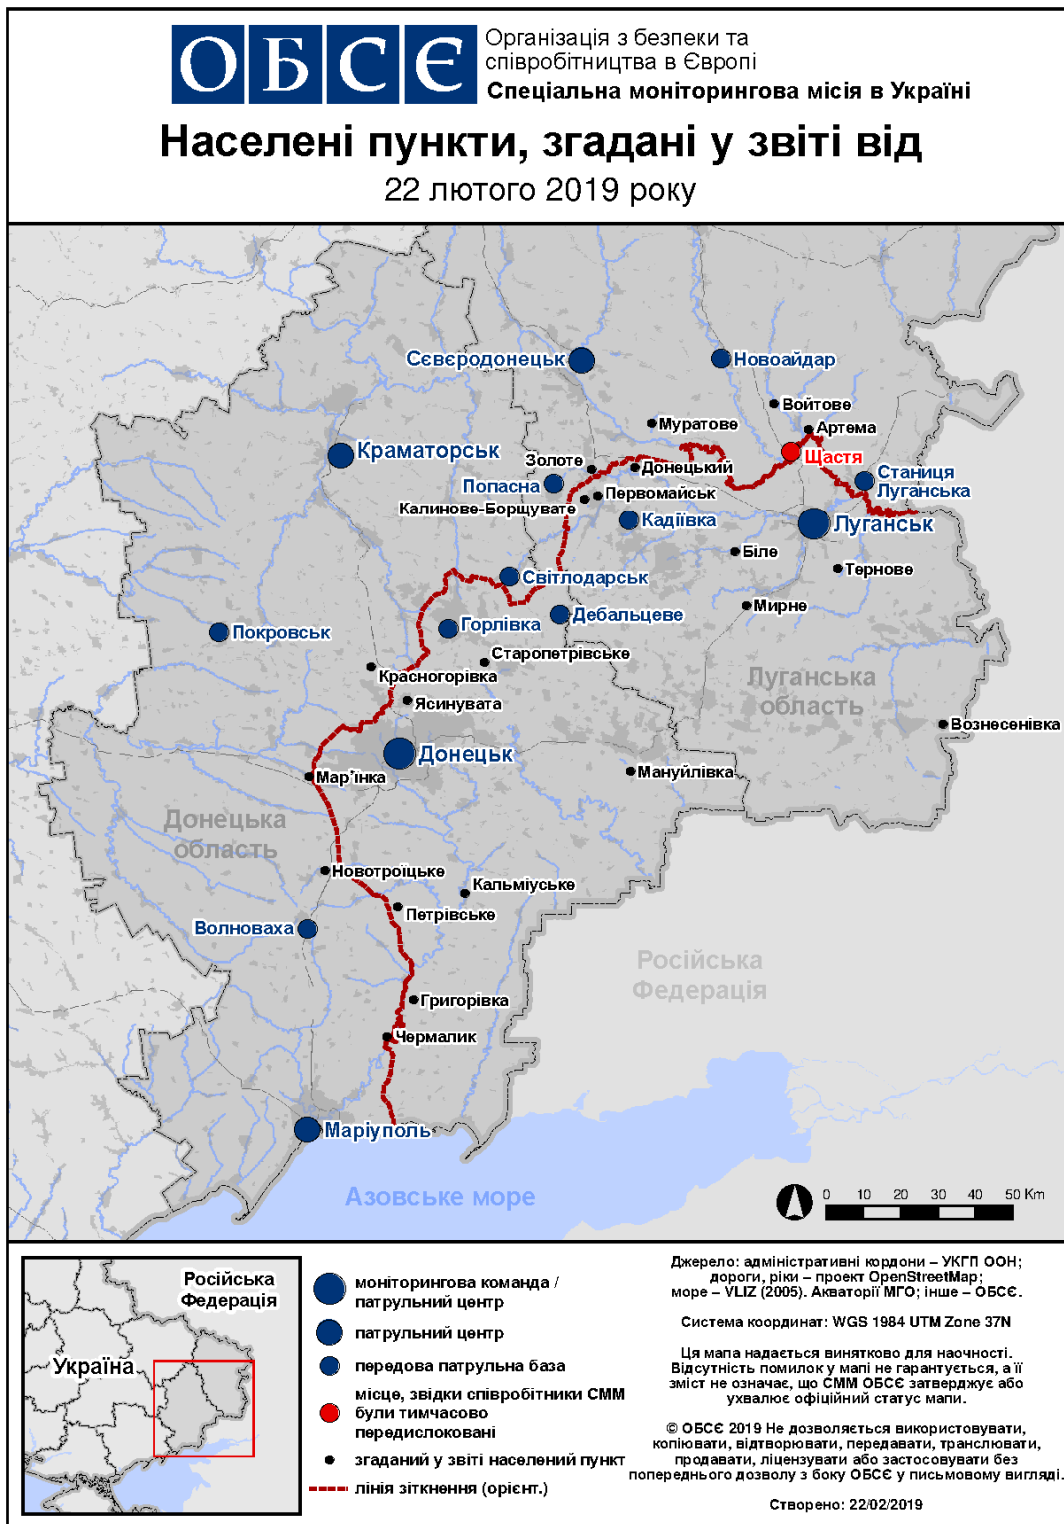 ОБСЄ
Організація з безпеки та
співробітництва в Європі
Спеціальна моніторингова місія в Україні
Населені пункти, згадані у звіті від
22 лютого 2019 року
Сєвєродонецьк
Новоайдар
Войтове
Муратове
Артема
Краматорськ
Щастя
Золоте
Донецький
Станиця
Луганська
Попасна
Первомайськ
Калинове-Борщувате
Кадіївка
Луганськ
Біле
Тернове
Світлодарськ
Мирне
Дебальцеве
Горлівка
Покровськ
Старопетрівське
Красногорівка
Луганська
область
Ясинувата
Вознесенівка
Донецьк
Мар'їнка
Мануйлівка
Донецька
область
Новотроїцьке
Кальміуське
Петрівське
Волноваха
Російська
Федерація
Григорівка
Чермалик
Маріуполь
Азовське море
0 10 20 30 40 50 Km
Російська
Федерація
Україна
моніторингова команда /
патрульний центр
патрульний центр
передова патрульна база
місце, звідки співробітники СММ
були тимчасово
передислоковані
згаданий у звіті населений пункт
лінія зіткнення (орієнт.)
Джерело: адміністративні кордони – УКГП ООН;
дороги, ріки – проект OpenStreetMap;
море – VLIZ (2005). Акваторії МГО; інше – ОБСЄ.
Система координат: WGS 1984 UTM Zone 37N
Ця мапа надається винятково для наочності.
Відсутність помилок у мапі не гарантується, а її
зміст не означає, що СММ ОБСЄ затверджує або
ухвалює офіційний статус мапи.
© ОБСЄ 2019 Не дозволяється використовувати,
копіювати, відтворювати, передавати, транслювати,
продавати, ліцензувати або застосовувати без
попереднього дозволу з боку ОБСЄ у письмовому вигляді.
Створено: 22/02/2019